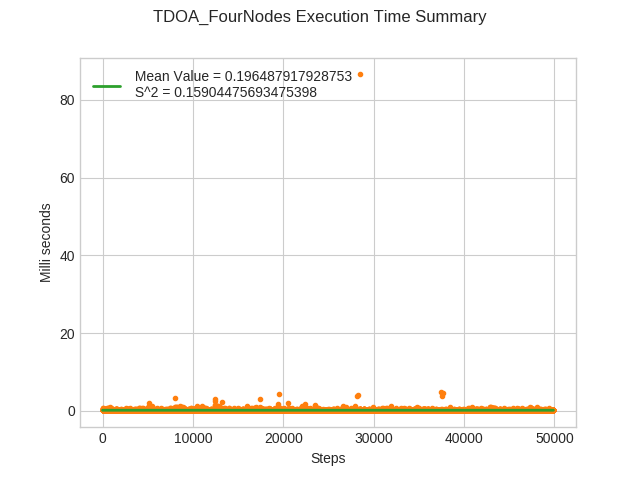 TDOA_FourNodes Execution Time Summary
Mean Value = 0.196487917928753
S^2 = 0.15904475693475398
80
60
40
20
0
Milli seconds
0 10000 20000 30000 40000 50000
Steps